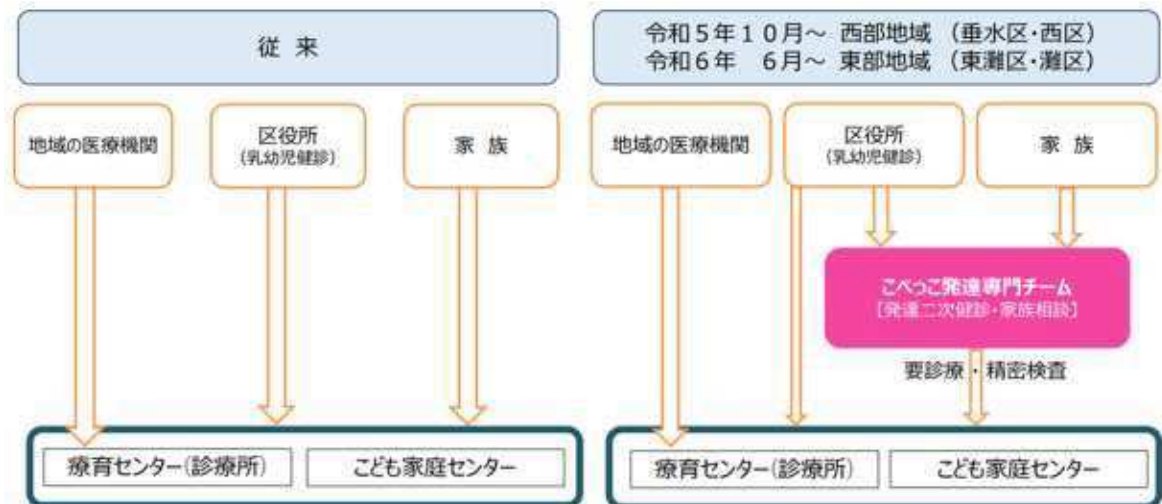 従 来
地域の医療機関
区役所
(乳幼児健診)
家 族
療育センター(診療所)
こども家庭センター
令和5年10月～ 西部地域 (垂水区・西区)
令和6年 6月～ 東部地域 (東灘区・灘区)
地域の医療機関
区役所
(乳幼児健診)
家 族
こべっこ発達専門チーム
[発達二次健診・家族相談]
要診療・精密検査
療育センター(診療所)
こども家庭センター